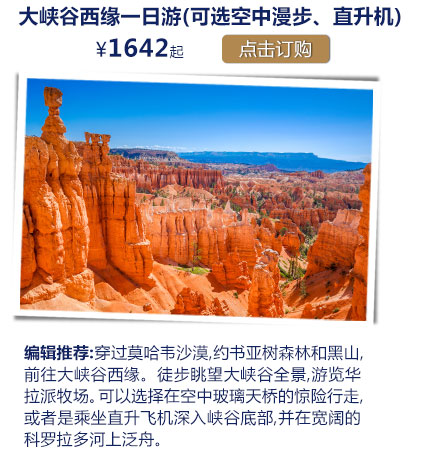 大峡谷西缘一日游(可选空中漫步、直升机)
¥1642起
点击订购
编辑推荐:穿过莫哈韦沙漠,约书亚树森林和黑山,
前往大峡谷西缘。徒步眺望大峡谷全景,游览华
拉派牧场。可以选择在空中玻璃天桥的惊险行走,
或者是乘坐直升飞机深入峡谷底部,并在宽阔的
科罗拉多河上泛舟。